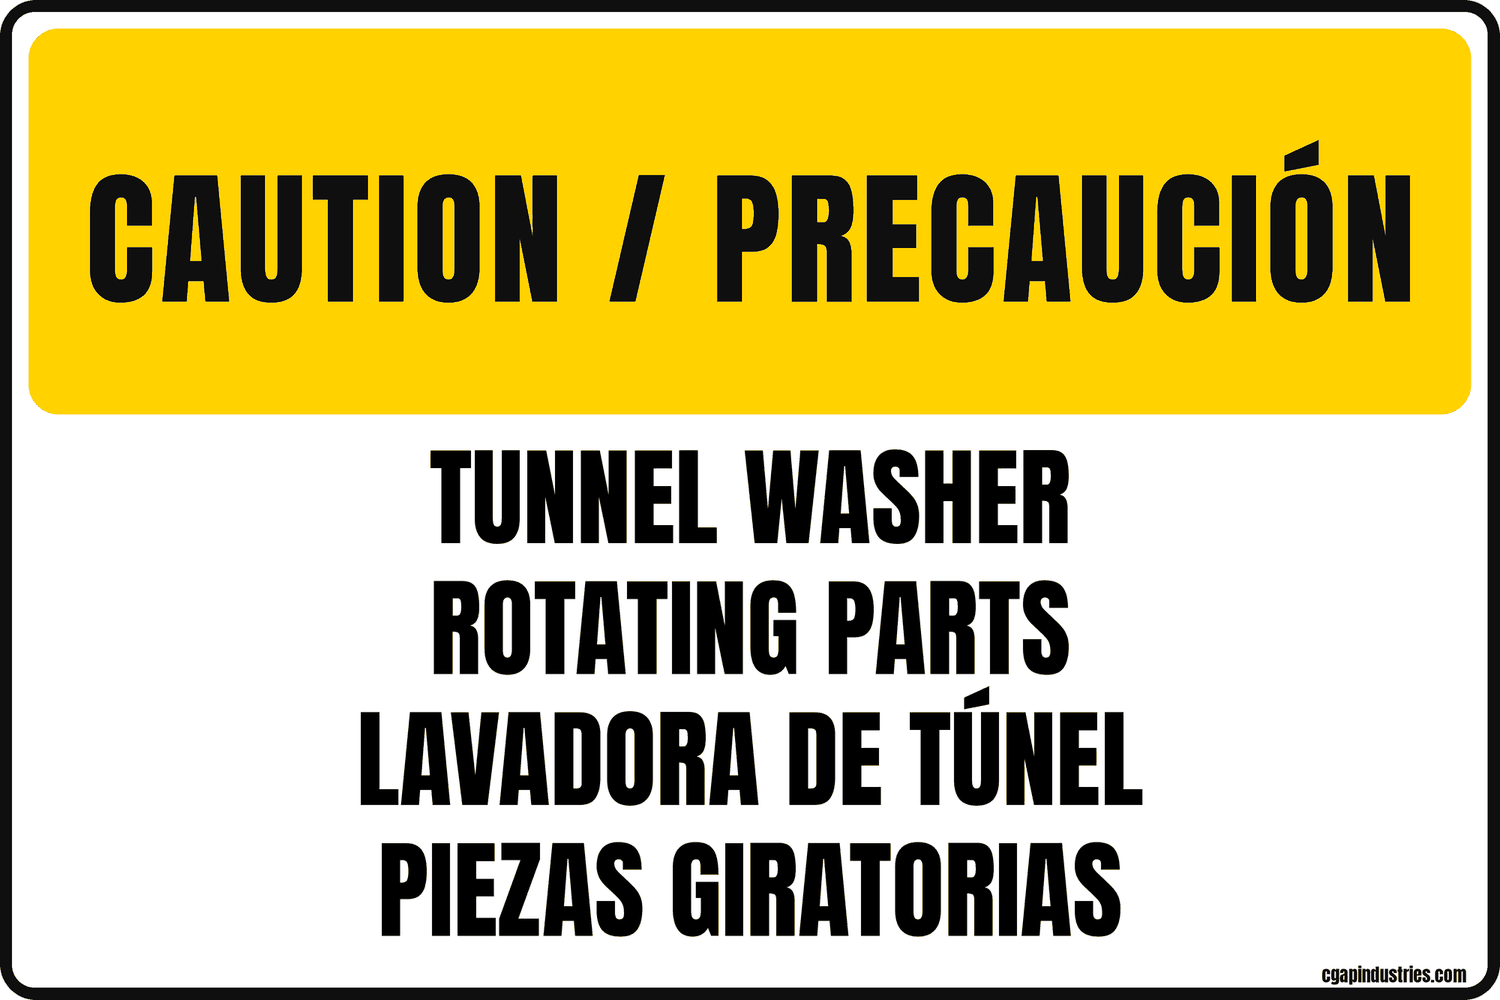 CAUTION / PRECAUCIÓN
TUNNEL WASHER
ROTATING PARTS
LAVADORA DE TÚNEL
PIEZAS GIRATORIAS
cgapindustries.com